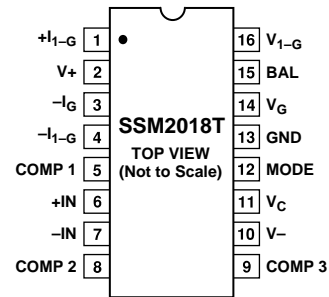 +I1–G 1 16 V1–G
V+ 2 15 BAL
–IG 3 14 VG
–I1–G 4 13 GND
SSM2018T
TOP VIEW
(Not to Scale)
COMP 1 5 12 MODE
+IN 6 11 VC
–IN 7 10 V–
COMP 2 8 9 COMP 3